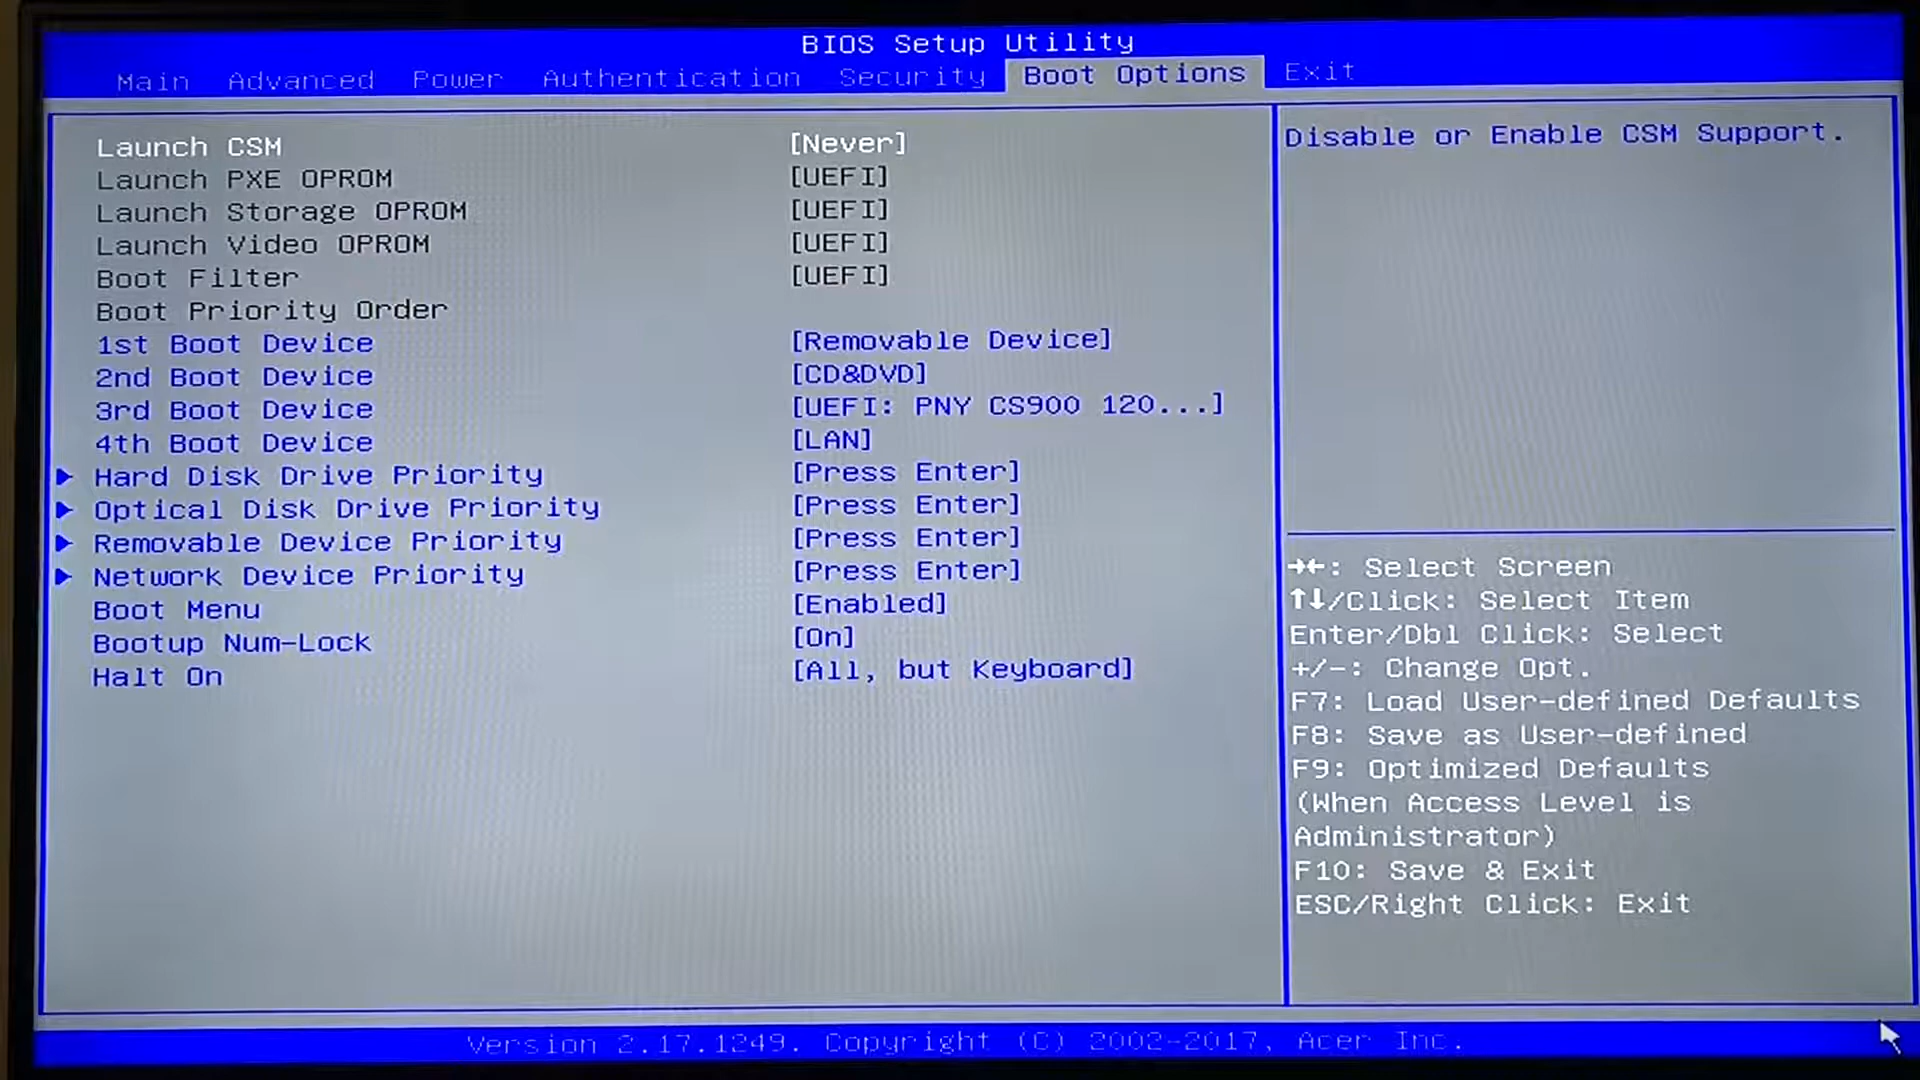 BIOS Setup Utility
Main Advanced Power Authentication Security Boot Options Exit
Launch CSM [Never]
Launch PXE OPROM [UEFI]
Launch Storage OPROM [UEFI]
Launch Video OPROM [UEFI]
Boot Filter [UEFI]
Boot Priority Order
1st Boot Device [Removable Device]
2nd Boot Device [CD&DVD]
3rd Boot Device [UEFI: PNY CS900 120...]
4th Boot Device [LAN]
Hard Disk Drive Priority [Press Enter]
Optical Disk Drive Priority [Press Enter]
Removable Device Priority [Press Enter]
Network Device Priority [Press Enter]
Boot Menu [Enabled]
Bootup Num-Lock [On]
Halt On [All, but Keyboard]
Disable or Enable CSM Support.
→←: Select Screen
↑↓/Click: Select Item
Enter/Dbl Click: Select
+/-: Change Opt.
F7: Load User-defined Defaults
F8: Save as User-defined
F9: Optimized Defaults
(When Access Level is
Administrator)
F10: Save & Exit
ESC/Right Click: Exit
Version 2.17.1249. Copyright (C) 2002-2017, Acer Inc.